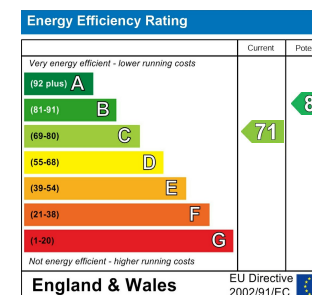 Energy Efficiency Rating
Current
Very energy efficient - lower running costs
(92 plus) A
(81-91) B
(69-80) C
71
(55-68) D
(39-54) E
(21-38) F
(1-20) G
Not energy efficient - higher running costs
England & Wales
EU Directive
2002/91/EC